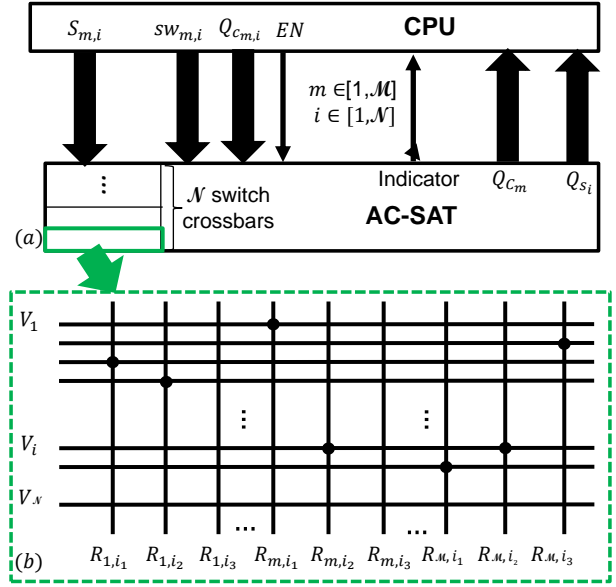 S_{m,i} sw_{m,i} Q_{c_{m,i}} EN CPU
m ∈[1,ℳ]
i ∈ [1,𝒩]
⋮
𝒩 switch
crossbars
Indicator Q_{C_m} Q_{s_i}
AC-SAT
(a)
V_1
⋮ ⋮
V_i
V_𝒩
... ...
(b) R_{1,i_1} R_{1,i_2} R_{1,i_3} R_{m,i_1} R_{m,i_2} R_{m,i_3} R_{ℳ,i_1} R_{ℳ,i_2} R_{ℳ,i_3}